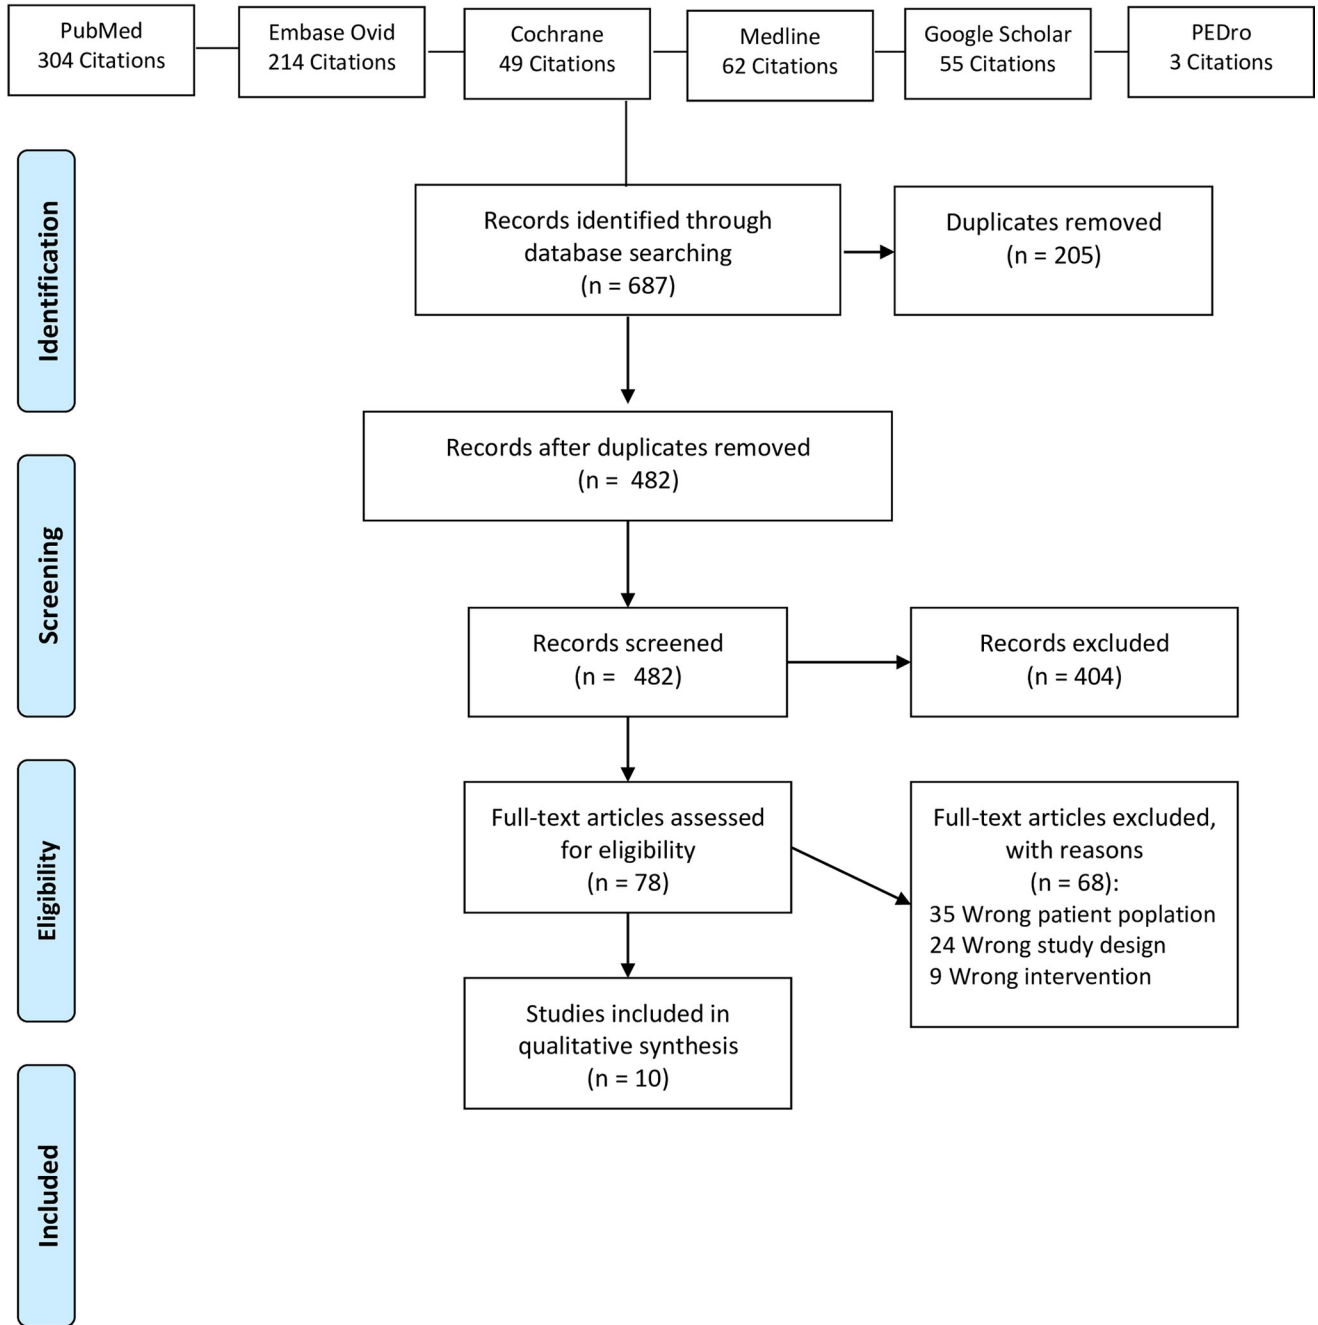 PubMed
304 Citations
Embase Ovid
214 Citations
Cochrane
49 Citations
Medline
62 Citations
Google Scholar
55 Citations
PEDro
3 Citations
Identification
Records identified through
database searching
(n = 687)
Duplicates removed
(n = 205)
Records after duplicates removed
(n =  482)
Screening
Records screened
(n =   482)
Records excluded
(n = 404)
Eligibility
Full-text articles assessed
for eligibility
(n = 78)
Full-text articles excluded,
with reasons
(n = 68):
35 Wrong patient poplation
24 Wrong study design
9 Wrong intervention
Studies included in
qualitative synthesis
(n = 10)
Included